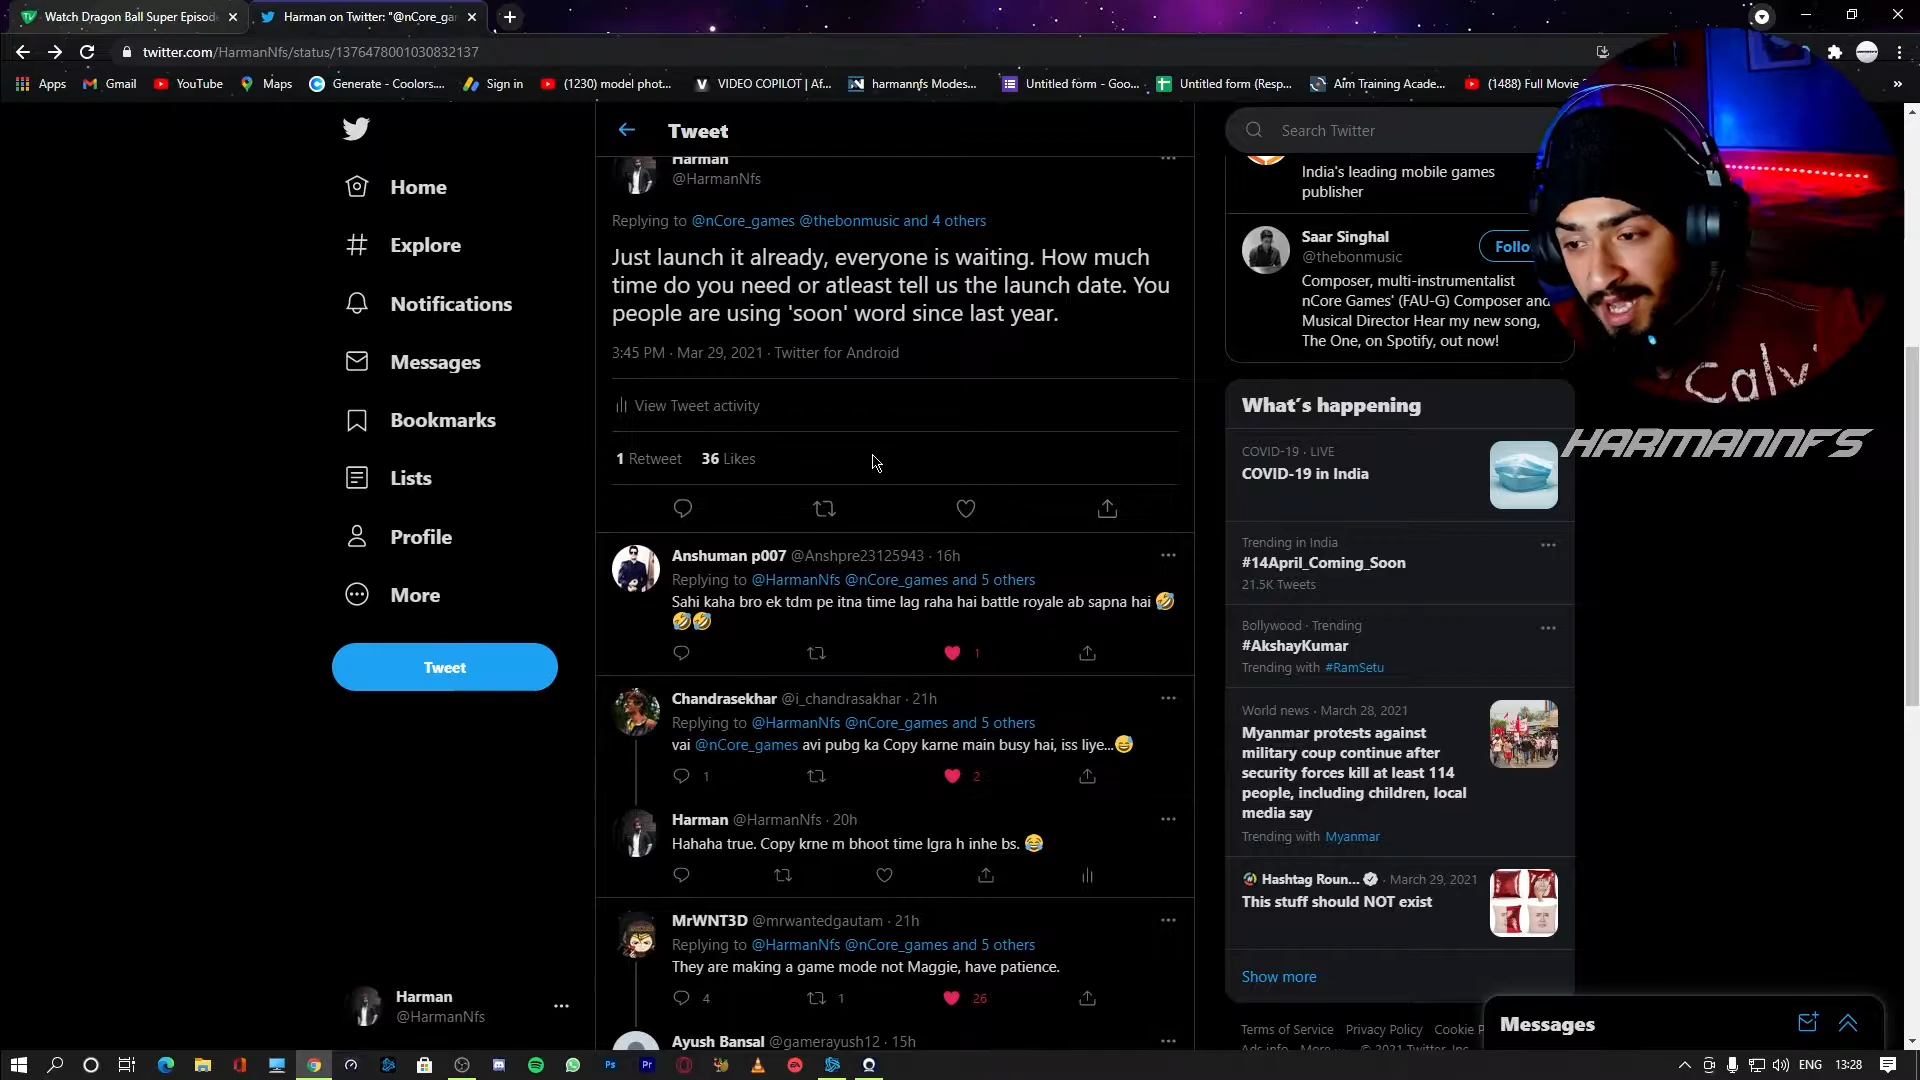 Watch Dragon Ball Super Episod
Harman on Twitter: "@nCore_gar
twitter.com/HarmanNfs/status/1376478001030832137
Apps
Gmail
YouTube
Maps
Generate - Coolors....
Sign in
(1230) model phot...
VIDEO COPILOT | Af...
harmannfs Modes...
Untitled form - Goo...
Untitled form (Resp...
Aim Training Acade...
(1488) Full Movie
Home
Explore
Notifications
Messages
Bookmarks
Lists
Profile
More
Tweet
Harman
@HarmanNfs
Tweet
Harman
@HarmanNfs
Replying to @nCore_games @thebonmusic and 4 others
Just launch it already, everyone is waiting. How much
time do you need or atleast tell us the launch date. You
people are using 'soon' word since last year.
3:45 PM · Mar 29, 2021 · Twitter for Android
View Tweet activity
1 Retweet 36 Likes
Anshuman p007 @Anshpre23125943 · 16h
Replying to @HarmanNfs @nCore_games and 5 others
Sahi kaha bro ek tdm pe itna time lag raha hai battle royale ab sapna hai 🤣
🤣🤣
1
Chandrasekhar @i_chandrasakhar · 21h
Replying to @HarmanNfs @nCore_games and 5 others
vai @nCore_games avi pubg ka Copy karne main busy hai, iss liye...😅
1 2
Harman @HarmanNfs · 20h
Hahaha true. Copy krne m bhoot time lgra h inhe bs. 😂
MrWNT3D @mrwantedgautam · 21h
Replying to @HarmanNfs @nCore_games and 5 others
They are making a game mode not Maggie, have patience.
4 1 26
Ayush Bansal @gamerayush12 · 15h
Search Twitter
India's leading mobile games
publisher
Saar Singhal
@thebonmusic
Follo
Composer, multi-instrumentalist
nCore Games' (FAU-G) Composer and
Musical Director Hear my new song,
The One, on Spotify, out now!
What's happening
COVID-19 · LIVE
COVID-19 in India
Trending in India
#14April_Coming_Soon
21.5K Tweets
Bollywood · Trending
#AkshayKumar
Trending with #RamSetu
World news · March 28, 2021
Myanmar protests against
military coup continue after
security forces kill at least 114
people, including children, local
media say
Trending with Myanmar
Hashtag Roun... · March 29, 2021
This stuff should NOT exist
Show more
Terms of Service Privacy Policy Cookie P
Messages
Calvi
HARMANNFS
ENG
13:28